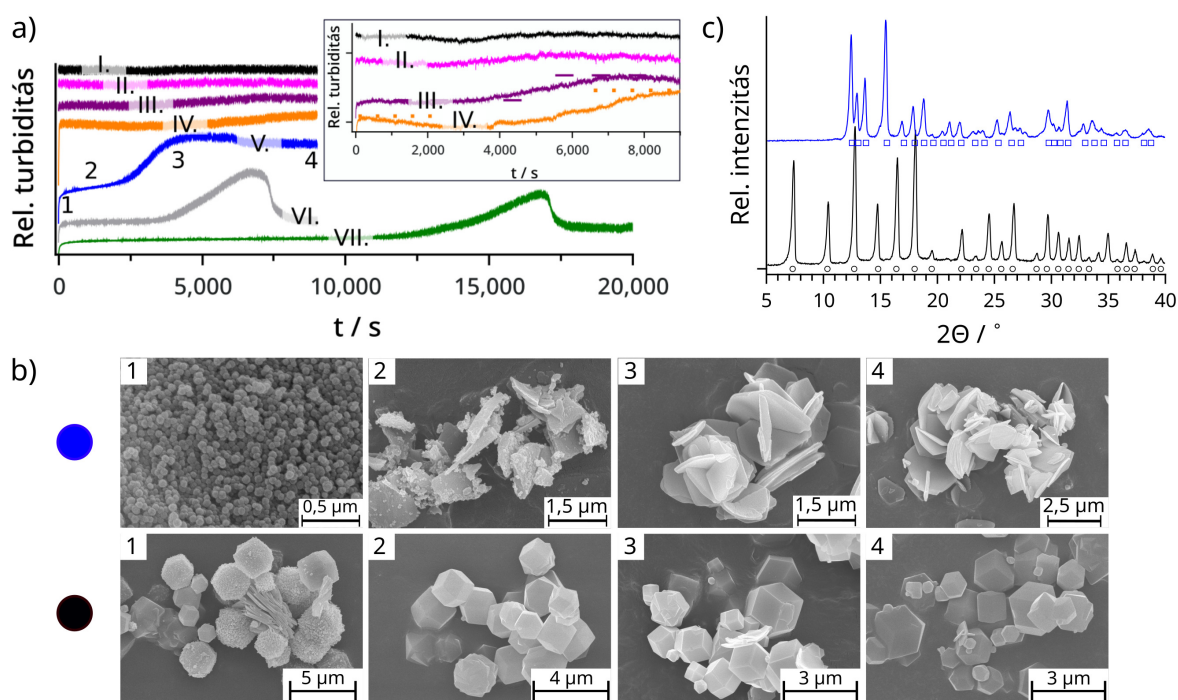 a)
Rel. turbiditás
I.
II.
III.
IV.
V.
VI.
VII.
1
2
3
4
0
5,000
10,000
15,000
20,000
t / s
Rel. turbiditás
I.
II.
III.
IV.
0
2,000
4,000
6,000
8,000
t / s
c)
Rel. intenzitás
5
10
15
20
25
30
35
40
2Θ / °
b)
1
0,5 µm
2
1,5 µm
3
1,5 µm
4
2,5 µm
1
5 µm
2
4 µm
3
3 µm
4
3 µm